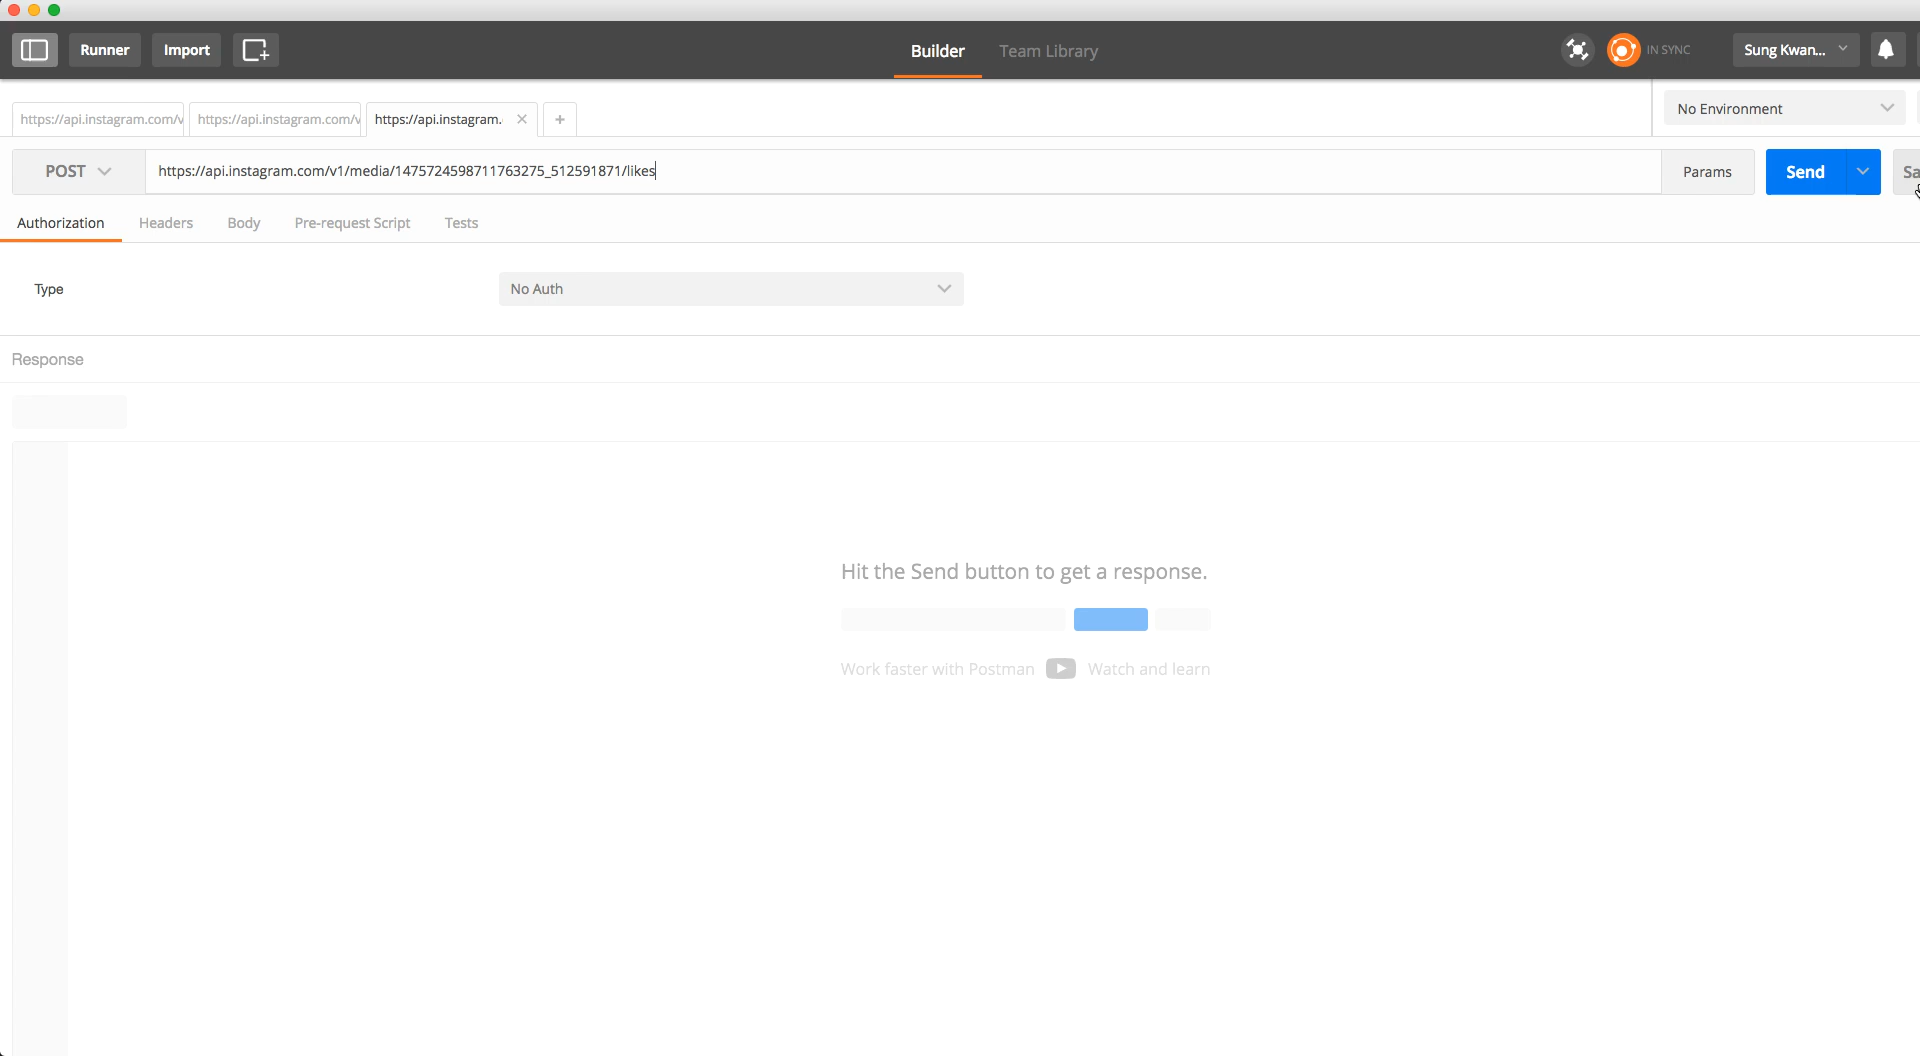 Runner Import Builder Team Library IN SYNC Sung Kwan...
https://api.instagram.com/v https://api.instagram.com/v https://api.instagram. + No Environment
POST https://api.instagram.com/v1/media/1475724598711763275_512591871/likes Params Send Sa
Authorization Headers Body Pre-request Script Tests
Type No Auth
Response
Hit the Send button to get a response.
Work faster with Postman Watch and learn